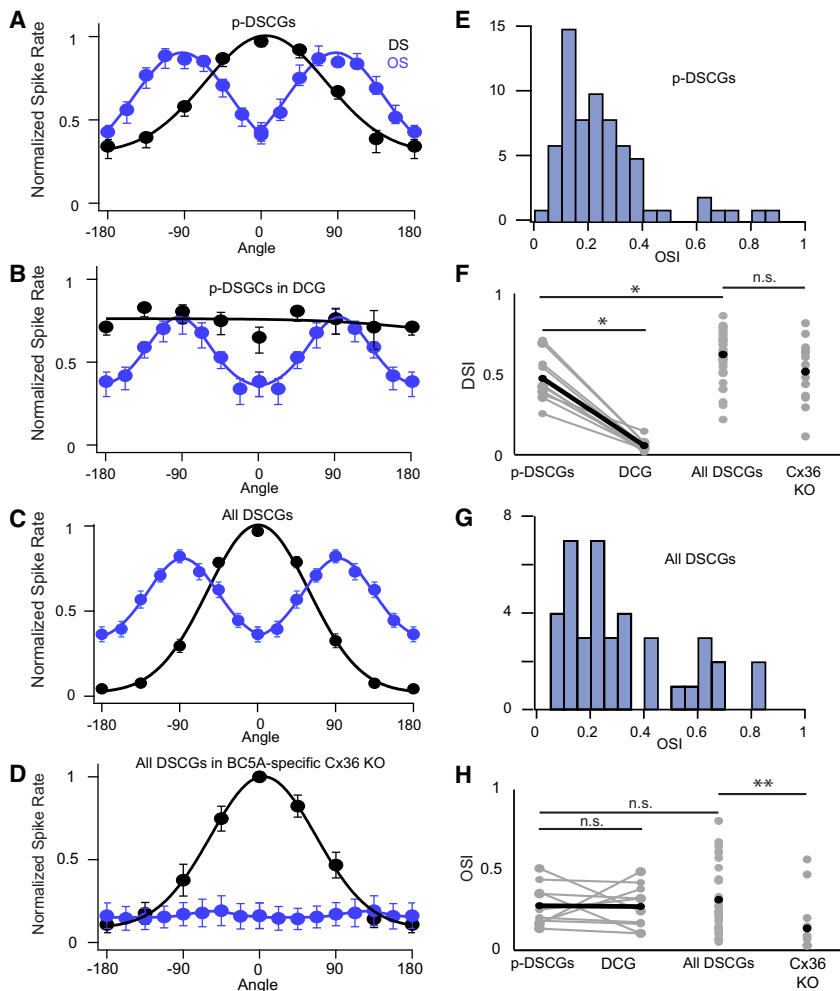 A
p-DSCGs
DS
OS
Normalized Spike Rate
1
0.5
0
-180
-90
0
90
180
Angle
B
p-DSGCs in DCG
Normalized Spike Rate
1
0.5
0
-180
-90
0
90
180
Angle
C
All DSCGs
Normalized Spike Rate
1
0.5
0
-180
-90
0
90
180
Angle
D
All DSCGs in BC5A-specific Cx36 KO
Normalized Spike Rate
1
0.5
0
-180
-90
0
90
180
Angle
E
p-DSCGs
15
10
5
0
0
0.2
0.4
0.6
0.8
1
OSI
F
n.s.
*
*
DSI
1
0.5
0
p-DSCGs
DCG
All DSCGs
Cx36
KO
G
All DSCGs
8
4
0
0
0.2
0.4
0.6
0.8
1
OSI
H
**
n.s.
n.s.
OSI
1
0.5
0
p-DSCGs
DCG
All DSCGs
Cx36
KO